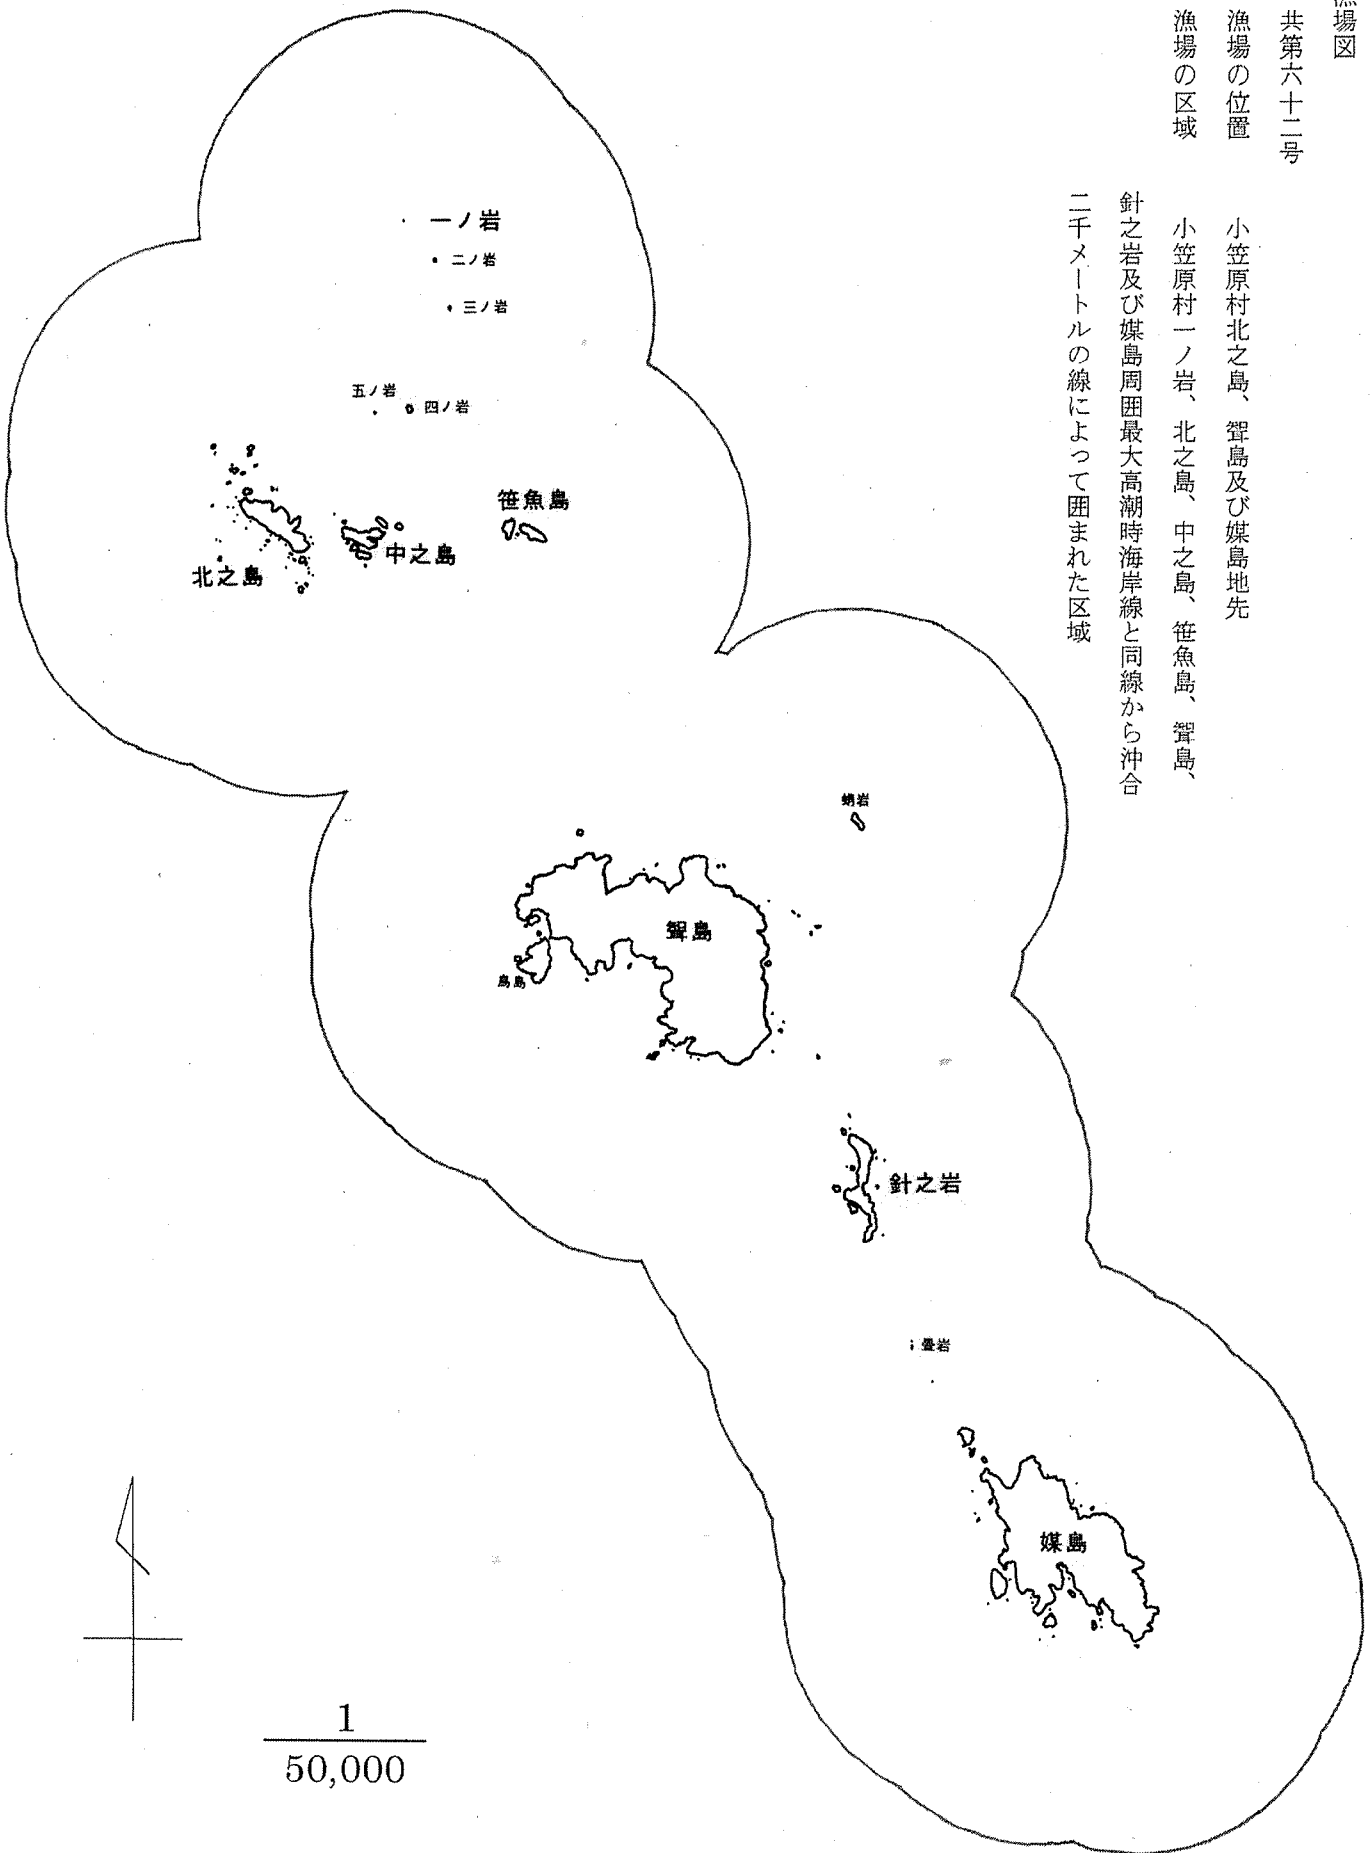 漁場図
共第六十二号
漁場の位置　小笠原村北之島、聟島及び媒島地先
漁場の区域　小笠原村一ノ岩、北之島、中之島、笹魚島、聟島、
針之岩及び媒島周囲最大高潮時海岸線と同線から沖合
二千メートルの線によって囲まれた区域
一ノ岩
二ノ岩
三ノ岩
五ノ岩
四ノ岩
笹魚島
中之島
北之島
聟島
鳥島
針之岩
媒島
1
50,000